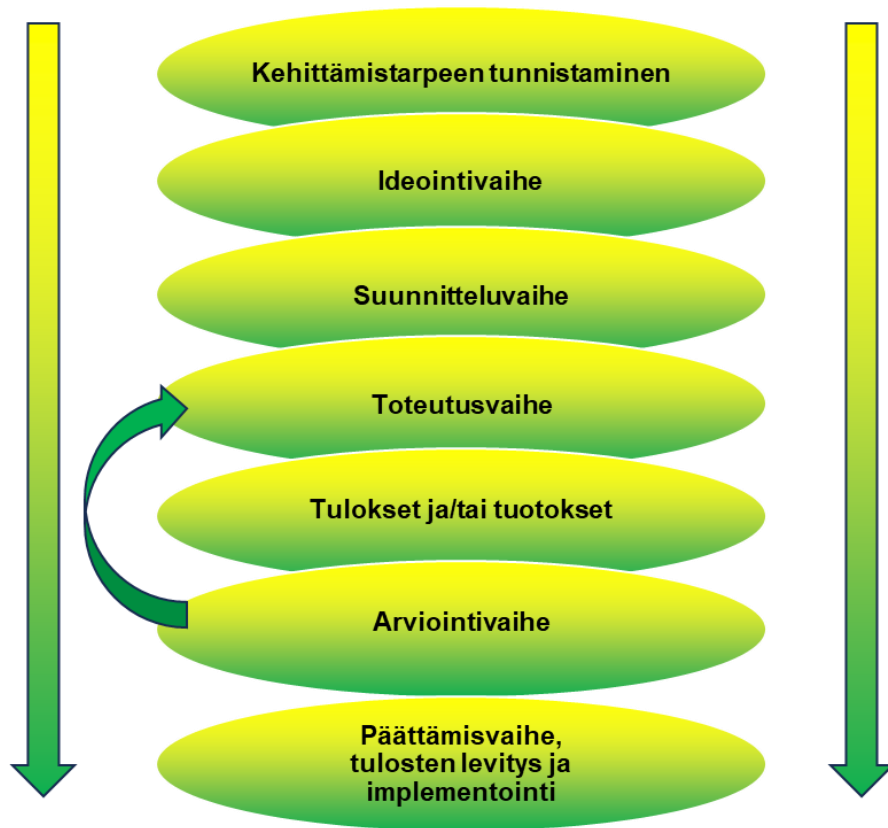 Kehittämistarpeen tunnistaminen
Ideointivaihe
Suunnitteluvaihe
Toteutusvaihe
Tulokset ja/tai tuotokset
Arviointivaihe
Päättämisvaihe,
tulosten levitys ja
implementointi